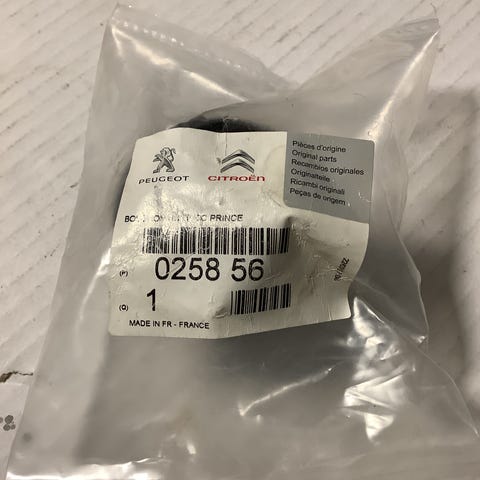 PEUGEOT
CITROËN
Pièces d'origine
Original parts
Recambios originales
Originalteile
Ricambi originali
Peças de origem
PRINCE
(P) 0258 56
(Q) 1
MADE IN FR - FRANCE